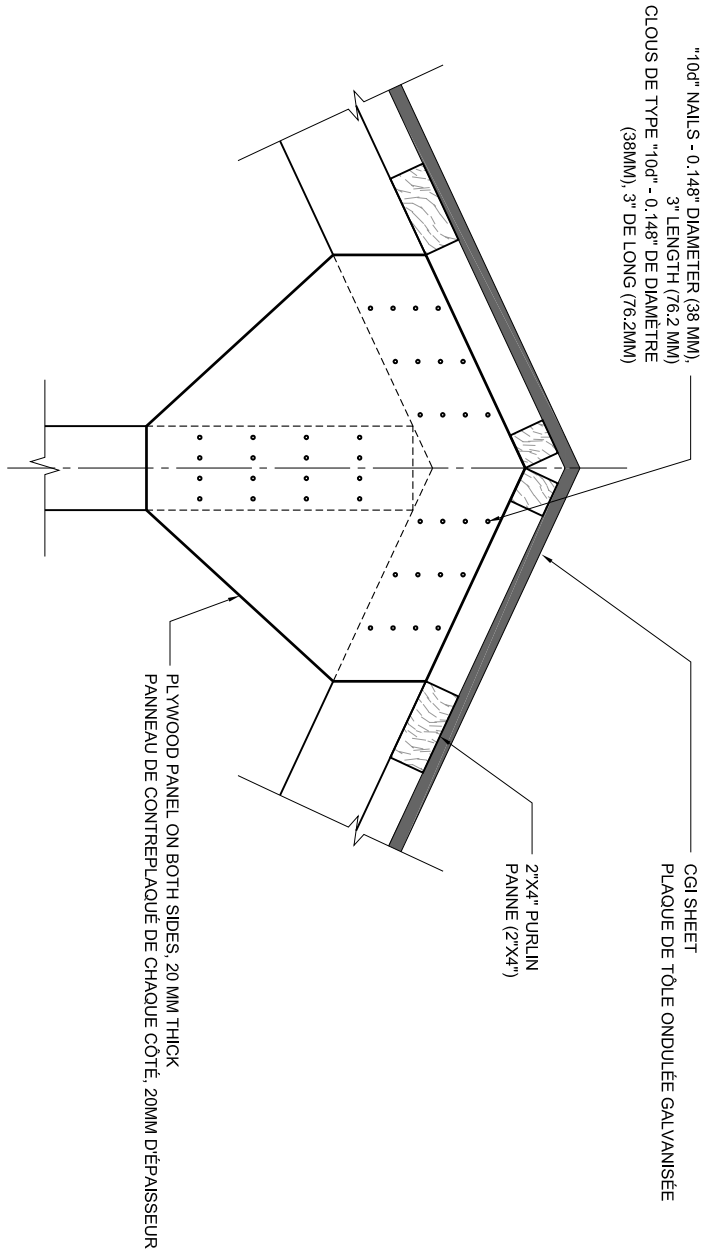 "10d" NAILS - 0.148" DIAMETER (38 MM),
3" LENGTH (76.2 MM)
CLOUS DE TYPE "10d" - 0.148" DE DIAMÈTRE
(38MM), 3" DE LONG (76.2MM)
CGI SHEET
PLAQUE DE TÔLE ONDULÉE GALVANISÉE
2"X4" PURLIN
PANNE (2"X4")
PLYWOOD PANEL ON BOTH SIDES, 20 MM THICK
PANNEAU DE CONTREPLAQUÉ DE CHAQUE CÔTÉ, 20MM D'ÉPAISSEUR